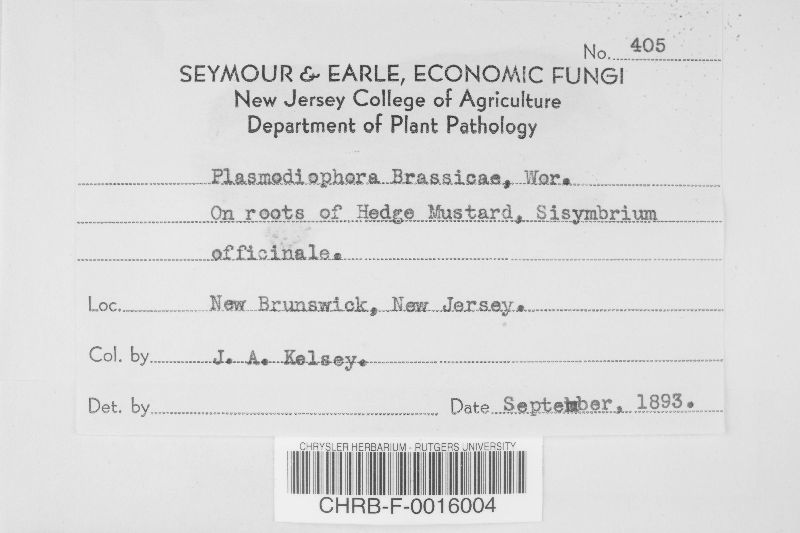 No. 405
SEYMOUR & EARLE, ECONOMIC FUNGI
New Jersey College of Agriculture
Department of Plant Pathology
Plasmodiophora Brassicae, Wor.
On roots of Hedge Mustard, Sisymbrium
officinale.
Loc. New Brunswick, New Jersey.
Col. by J. A. Kelsey.
Det. by Date September, 1893.
CHRYSLER HERBARIUM - RUTGERS UNIVERSITY
CHRB-F-0016004